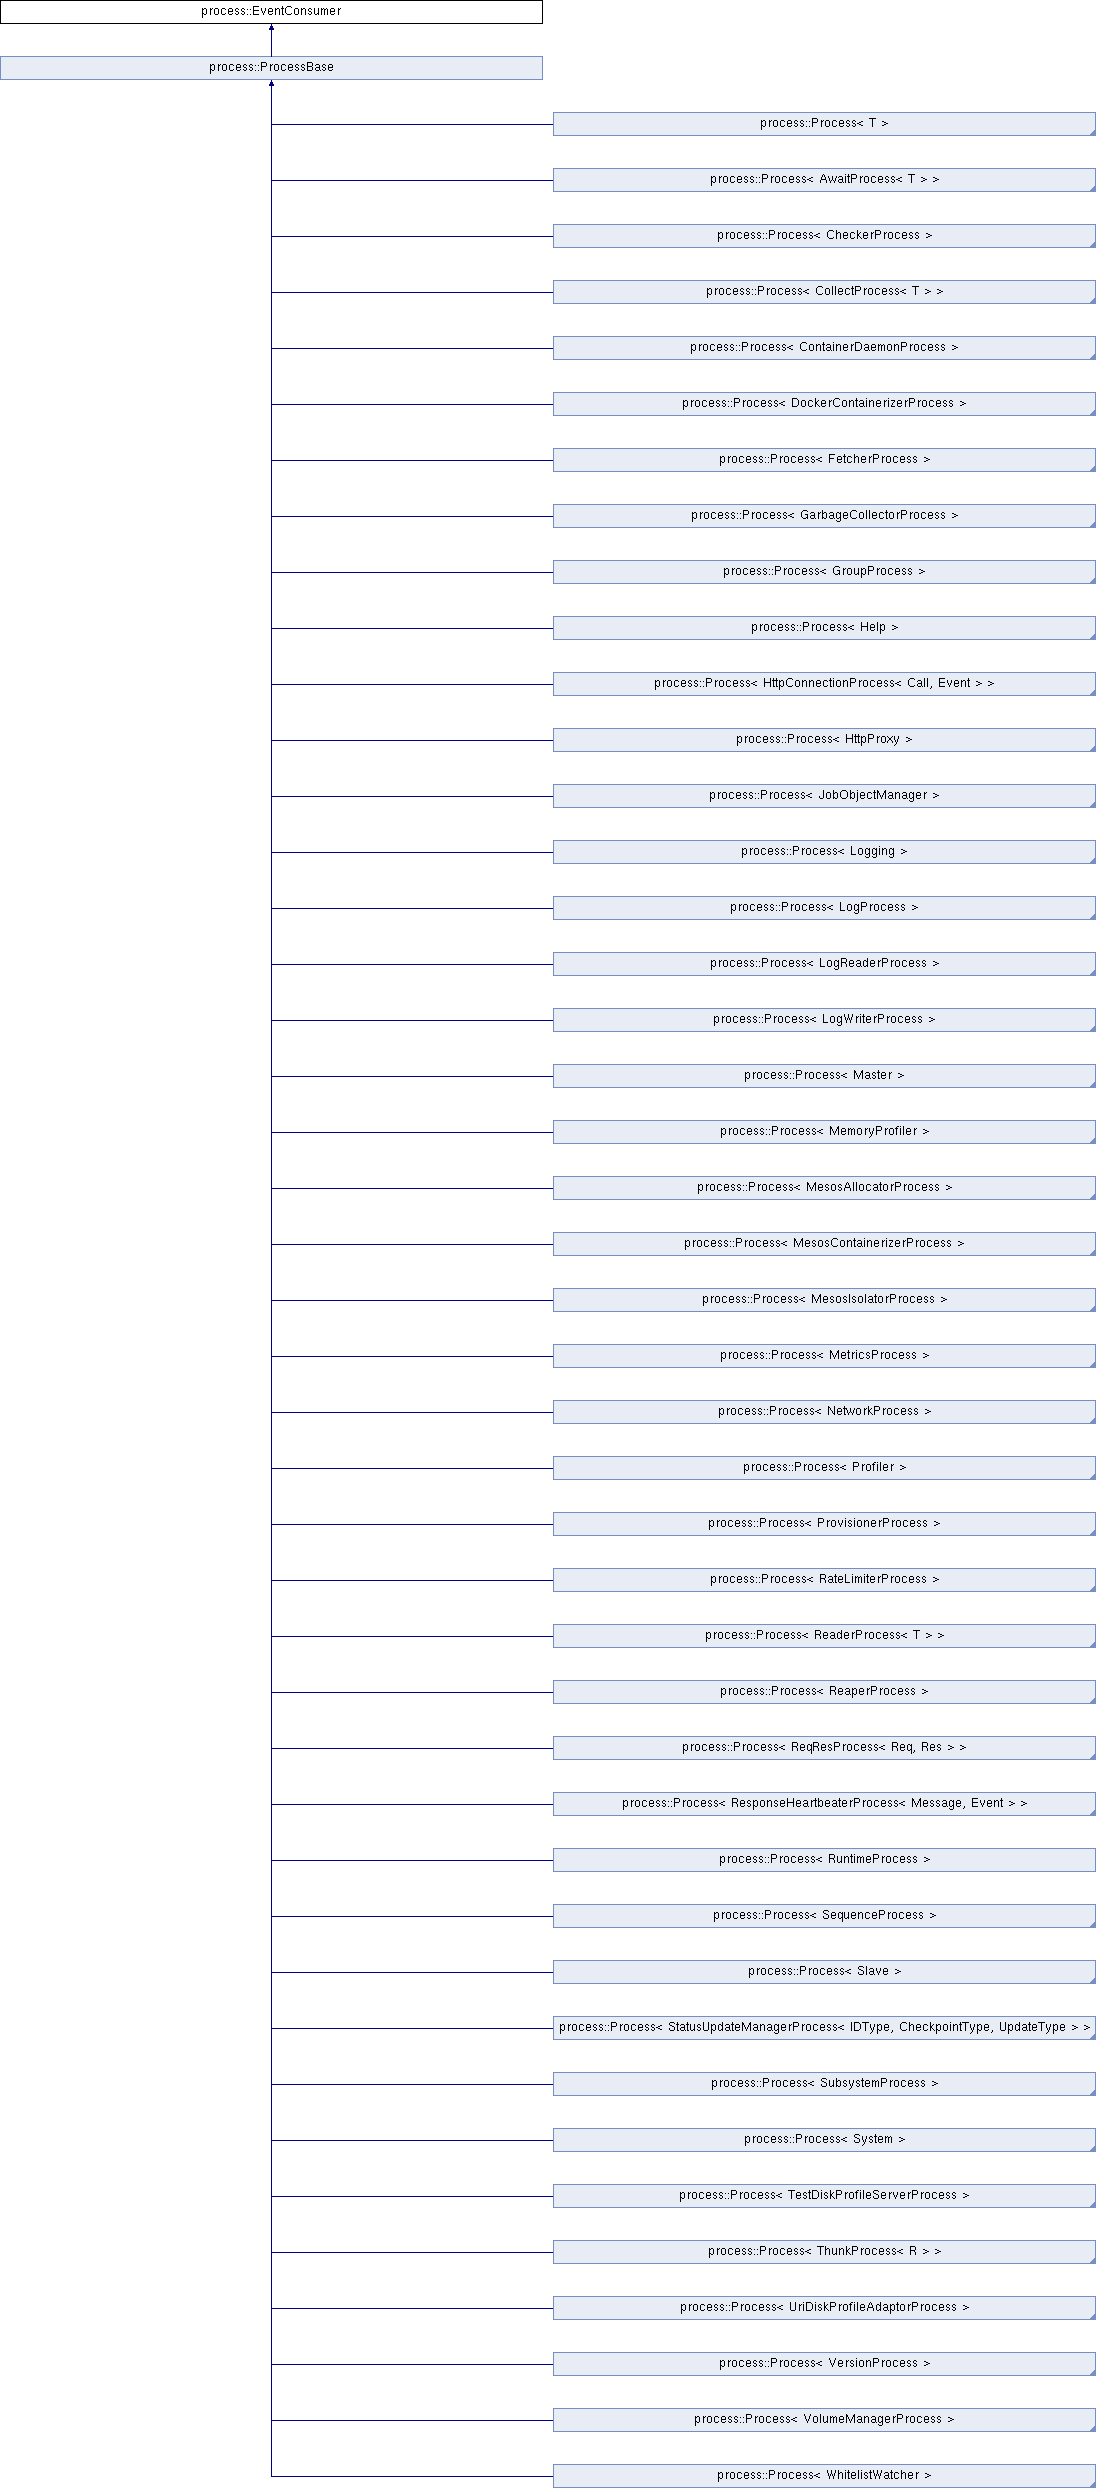 process::EventConsumer
process::ProcessBase
process::Process< T >
process::Process< AwaitProcess< T > >
process::Process< CheckerProcess >
process::Process< CollectProcess< T > >
process::Process< ContainerDaemonProcess >
process::Process< DockerContainerizerProcess >
process::Process< FetcherProcess >
process::Process< GarbageCollectorProcess >
process::Process< GroupProcess >
process::Process< Help >
process::Process< HttpConnectionProcess< Call, Event > >
process::Process< HttpProxy >
process::Process< JobObjectManager >
process::Process< Logging >
process::Process< LogProcess >
process::Process< LogReaderProcess >
process::Process< LogWriterProcess >
process::Process< Master >
process::Process< MemoryProfiler >
process::Process< MesosAllocatorProcess >
process::Process< MesosContainerizerProcess >
process::Process< MesosIsolatorProcess >
process::Process< MetricsProcess >
process::Process< NetworkProcess >
process::Process< Profiler >
process::Process< ProvisionerProcess >
process::Process< RateLimiterProcess >
process::Process< ReaderProcess< T > >
process::Process< ReaperProcess >
process::Process< ReqResProcess< Req, Res > >
process::Process< ResponseHeartbeaterProcess< Message, Event > >
process::Process< RuntimeProcess >
process::Process< SequenceProcess >
process::Process< Slave >
process::Process< StatusUpdateManagerProcess< IDType, CheckpointType, UpdateType > >
process::Process< SubsystemProcess >
process::Process< System >
process::Process< TestDiskProfileServerProcess >
process::Process< ThunkProcess< R > >
process::Process< UriDiskProfileAdaptorProcess >
process::Process< VersionProcess >
process::Process< VolumeManagerProcess >
process::Process< WhitelistWatcher >